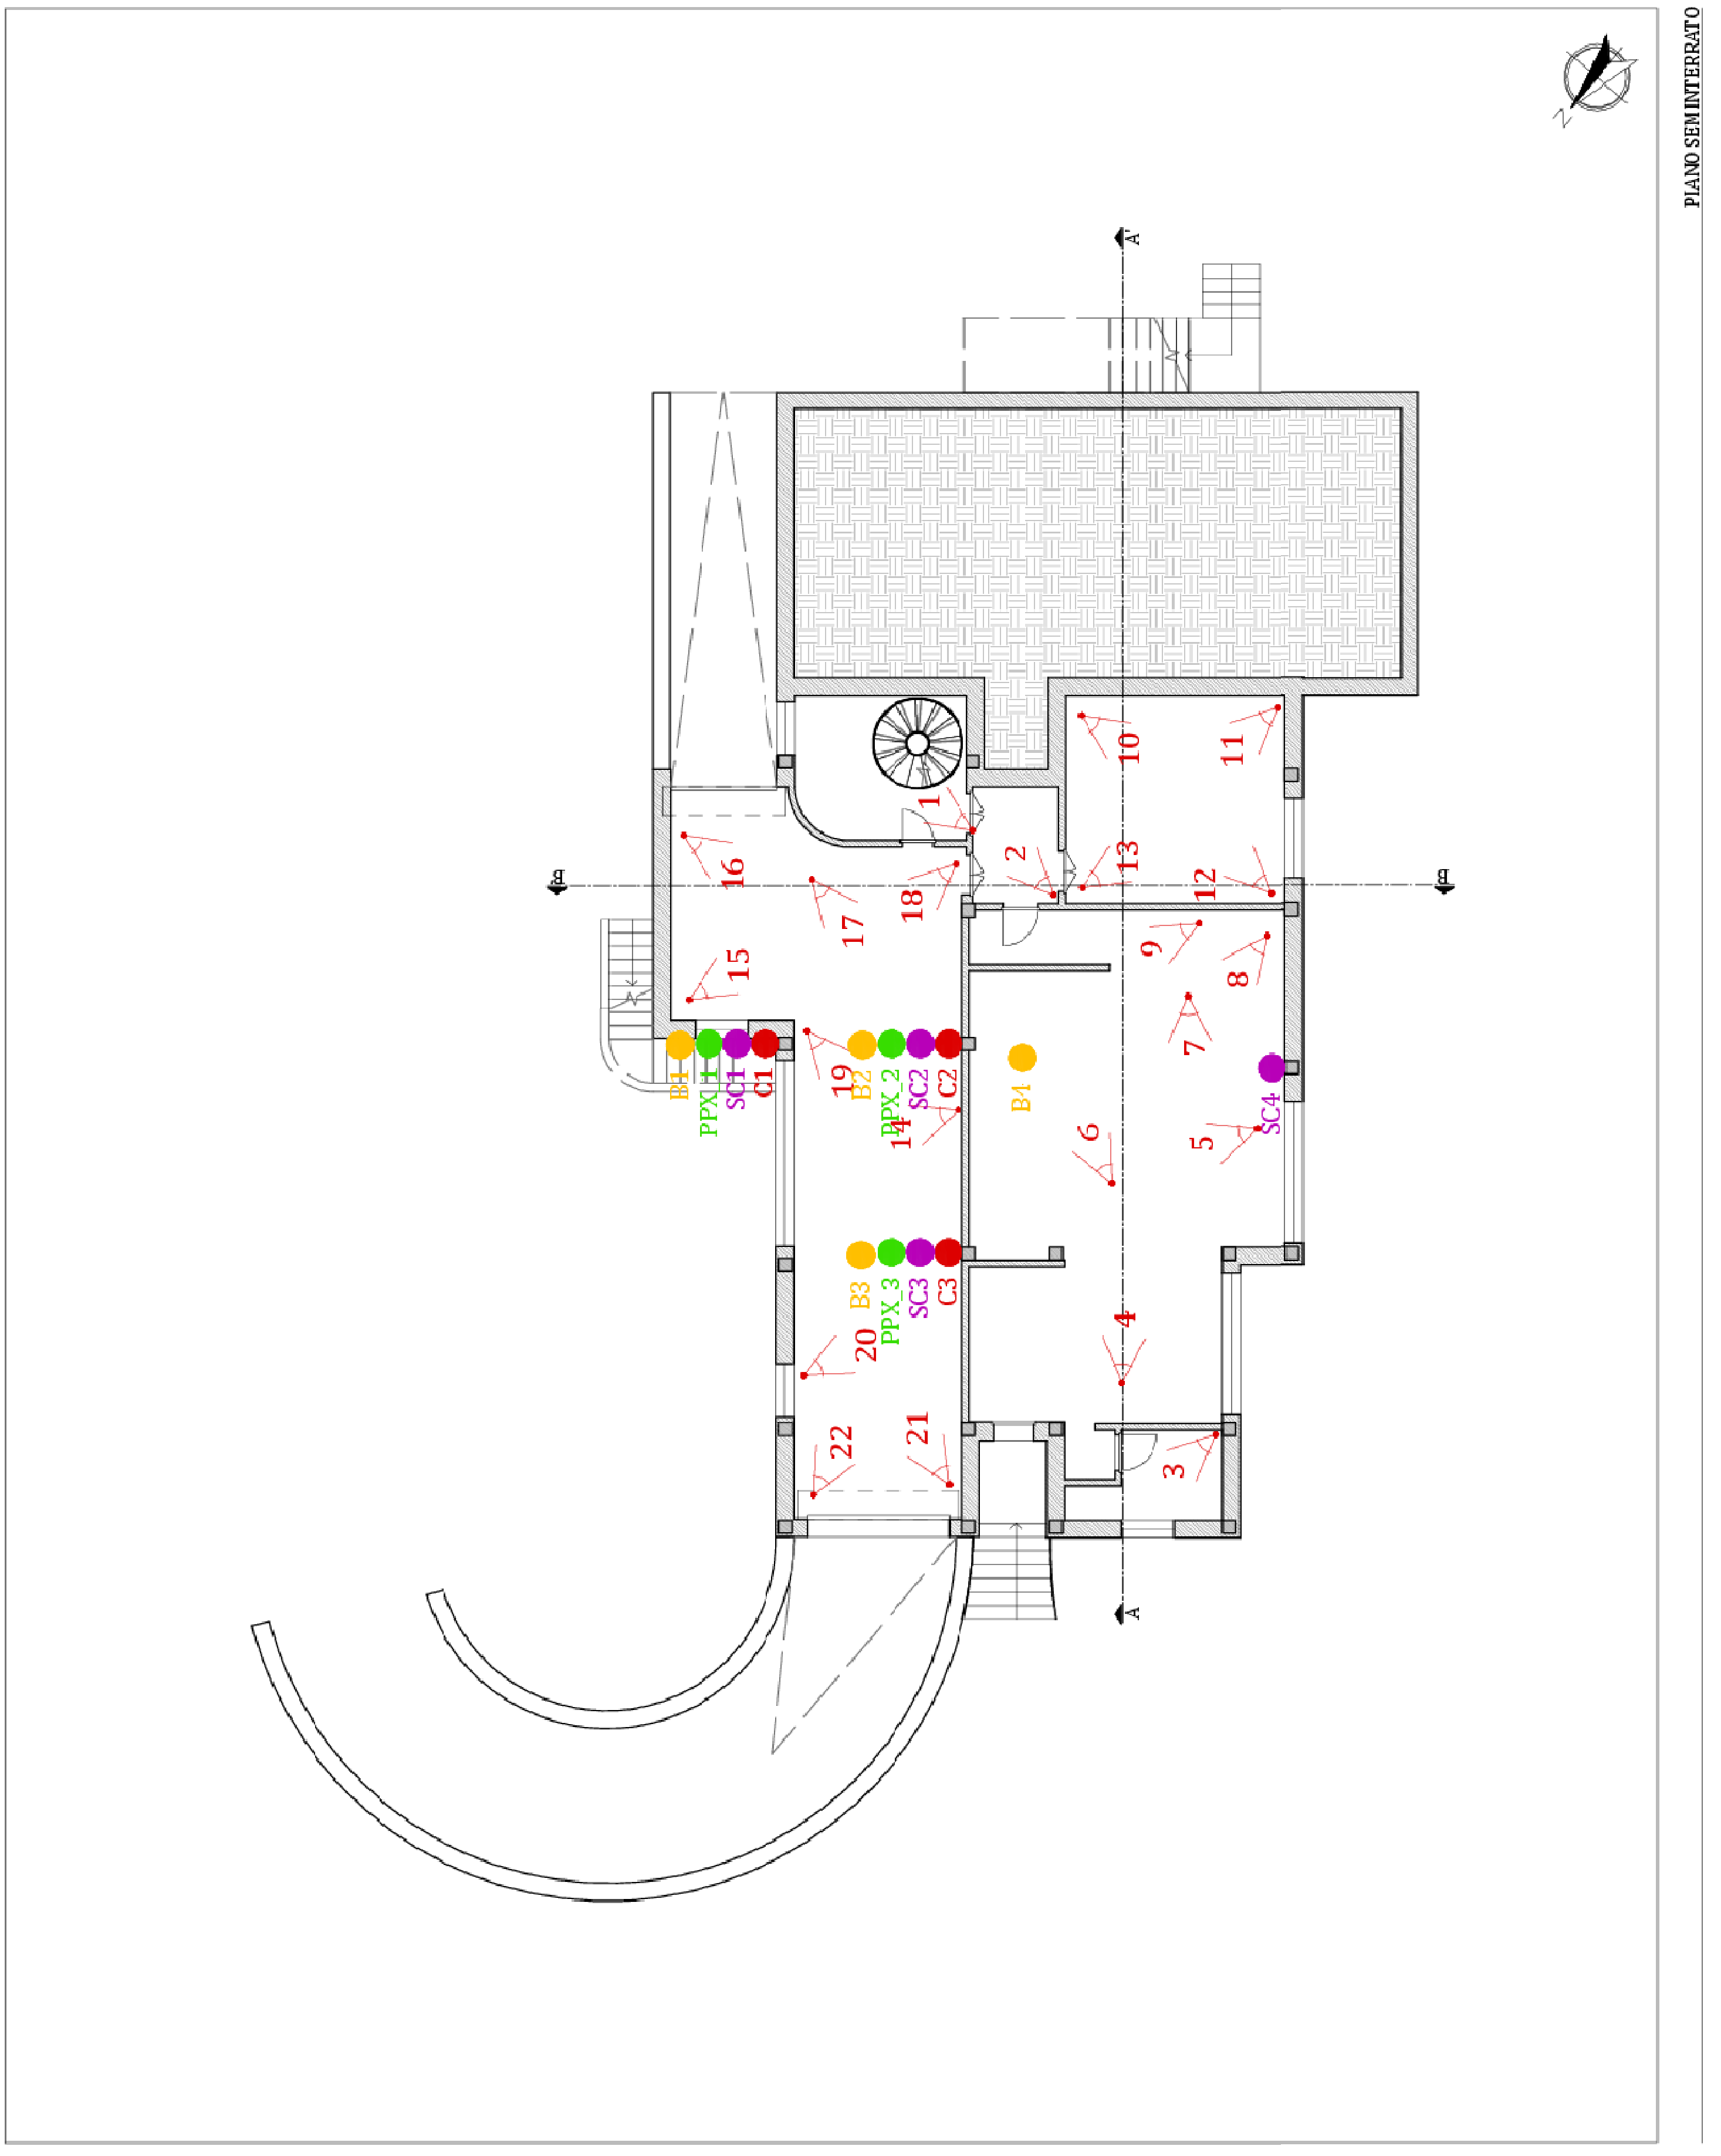 PIANO SEMINTERRATO
N
A'
10
11
1
2
13
12
16
B
B'
18
17
9
8
15
7
B1
PPX_1
SC1
C1
19
B2
PPX_2
SC2
C2
B4
SC4
14
6
5
B3
PPX_3
SC3
C3
20
4
22
21
3
A